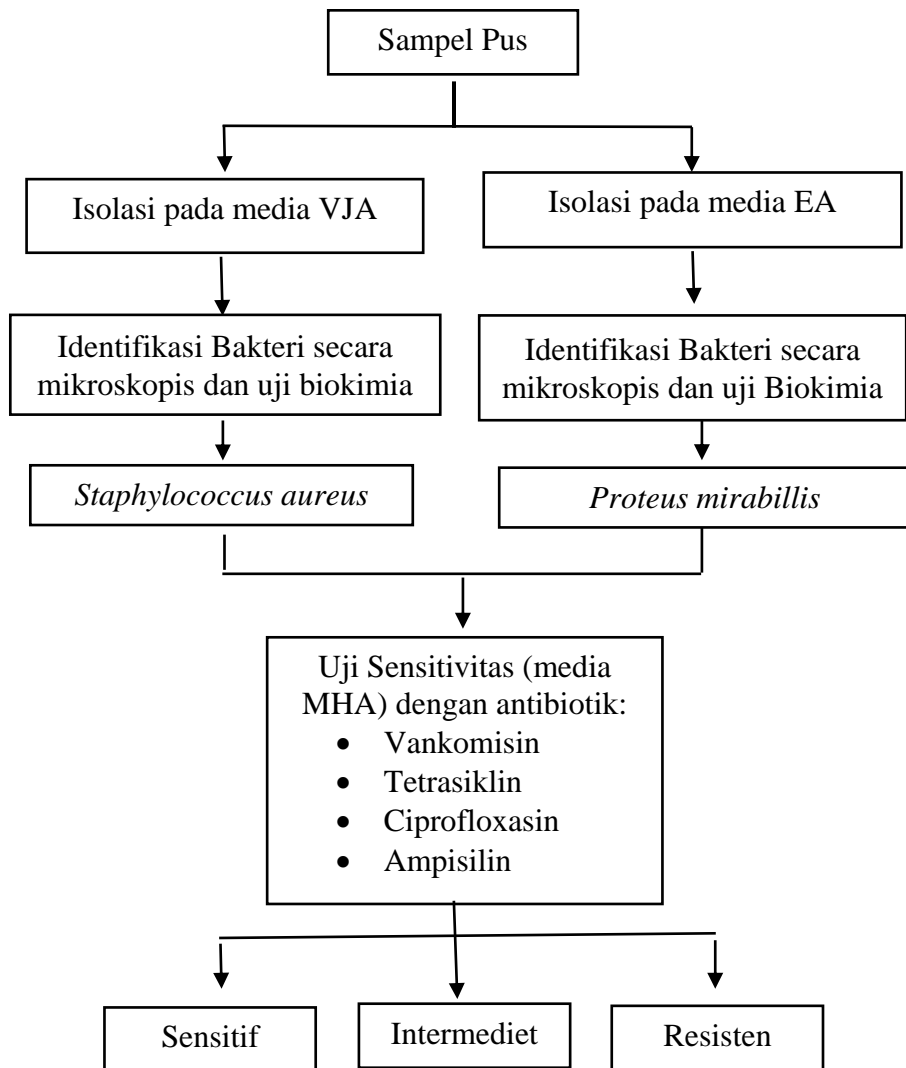 Sampel Pus
Isolasi pada media VJA
Isolasi pada media EA
Identifikasi Bakteri secara
mikroskopis dan uji biokimia
Identifikasi Bakteri secara
mikroskopis dan uji Biokimia
Staphylococcus aureus
Proteus mirabillis
Uji Sensitivitas (media
MHA) dengan antibiotik:
• Vankomisin
• Tetrasiklin
• Ciprofloxasin
• Ampisilin
Sensitif
Intermediet
Resisten